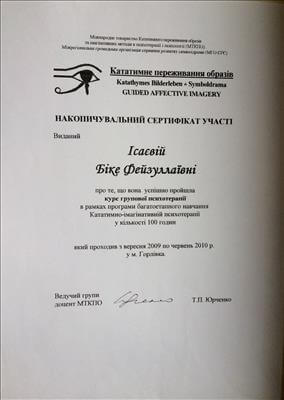 Міжнародне товариство Кататимного переживання образів
та імагінативних методів в психотерапії і психології (МТКПО)
Міжрегіональна громадська організація сприяння розвитку символдрами (МГО СРС)
Кататимне переживання образів
Katathymes Bilderleben + Symboldrama
GUIDED AFFECTIVE IMAGERY
НАКОПИЧУВАЛЬНИЙ СЕРТИФІКАТ УЧАСТІ
Виданий
Ісаєвій
Біке Фейзуллаївні
про те, що вона успішно пройшла
курс групової психотерапії
в рамках програми багатоетапного навчання
Кататимно-імагінативній психотерапії
у кількості 100 годин
який проходив з вересня 2009 по червень 2010 р.
у м. Горлівка.
Ведучий групи
доцент МТКПО
Т.П. Юрченко